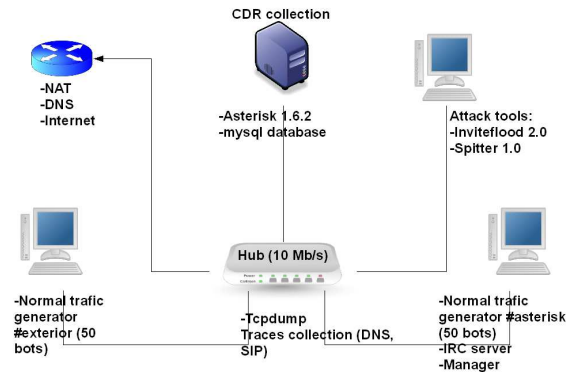 CDR collection
-NAT
-DNS
-Internet
-Asterisk 1.6.2
-mysql database
Attack tools:
-Inviteflood 2.0
-Spitter 1.0
Hub (10 Mb/s)
Power
-Normal trafic
generator
#exterior (50
bots)
-Tcpdump
Traces collection (DNS,
SIP)
-Normal trafic
generator #asterisk
(50 bots)
-IRC server
-Manager